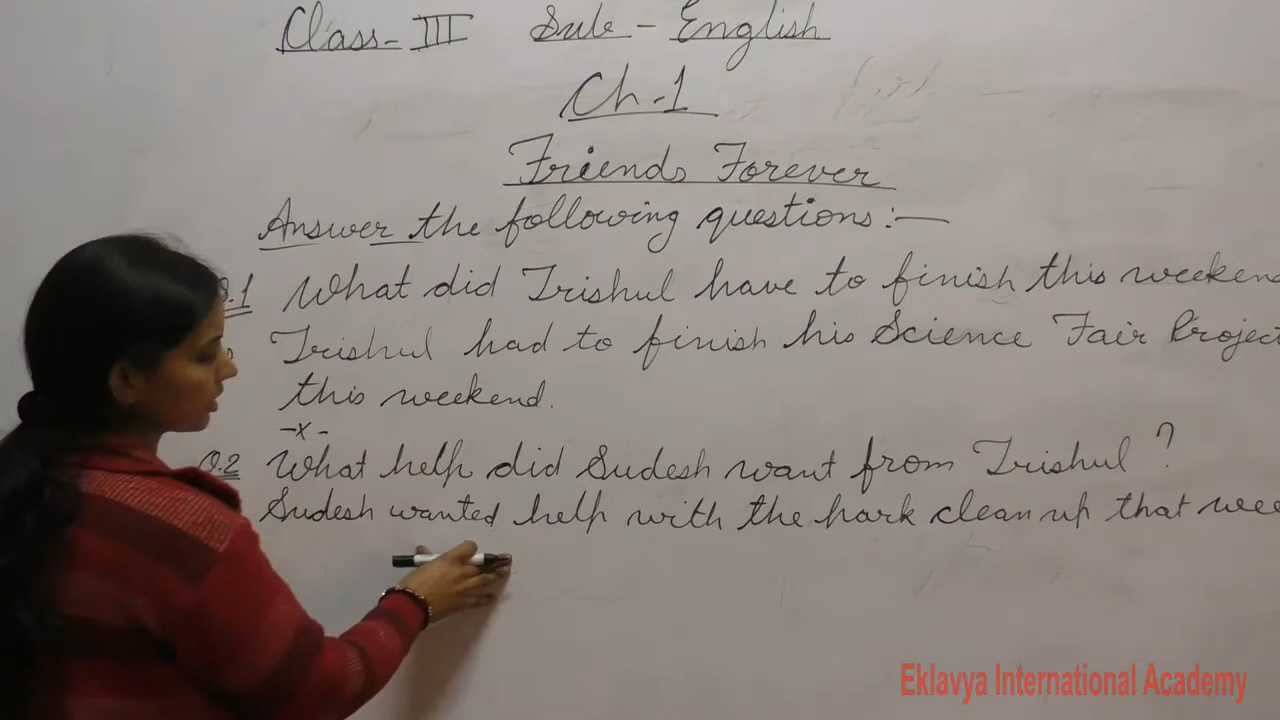 Class-III Sub - English
Ch-1
Friends Forever
Answer the following questions:-
Q.1 What did Trishul have to finish this weekend
Trishul had to finish his Science Fair Project
this weekend.
-x-
Q.2 What help did Sudesh want from Trishul ?
Sudesh wanted help with the park clean up that wee
Eklavya International Academy